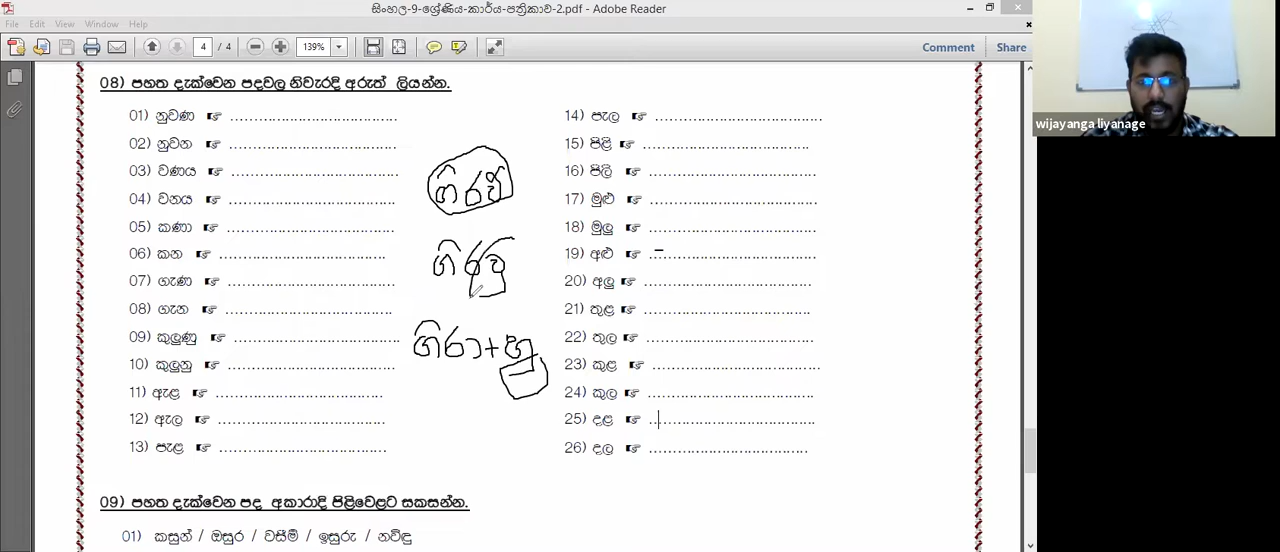 සිංහල-9-ශ්‍රේණිය-කාර්ය-පත්‍රිකාව-2.pdf - Adobe Reader
File Edit View Window Help
4 / 4 139% Comment Share
08) පහත දැක්වෙන පදවල නිවැරදි අරුත් ලියන්න.
01) නුවණ ☞ ....................................
02) නුවන ☞ ....................................
03) වණය ☞ ....................................
04) වනය ☞ ....................................
05) කණා ☞ ....................................
06) කන ☞ ....................................
07) ගැණ ☞ ....................................
08) ගැන ☞ ....................................
09) කුලුණු ☞ ....................................
10) කුලුනු ☞ ....................................
11) ඇළ ☞ ....................................
12) ඇල ☞ ....................................
13) පැළ ☞ ....................................
ගිරව්
ගිරව
ගිරා+හු
14) පැල ☞ ....................................
15) පිළි ☞ ....................................
16) පිලි ☞ ....................................
17) මුළු ☞ ....................................
18) මුලු ☞ ....................................
19) අළු ☞ ....................................
20) අලු ☞ ....................................
21) තුළ ☞ ....................................
22) තුල ☞ ....................................
23) කුළ ☞ ....................................
24) කුල ☞ ....................................
25) දළ ☞ ....................................
26) දල ☞ ....................................
09) පහත දැක්වෙන පද අකාරාදි පිළිවෙළට සකසන්න.
01) කසුන් / ඔසුර / වසීම් / ඉසුරු / නවිඳු
wijayanga liyanage